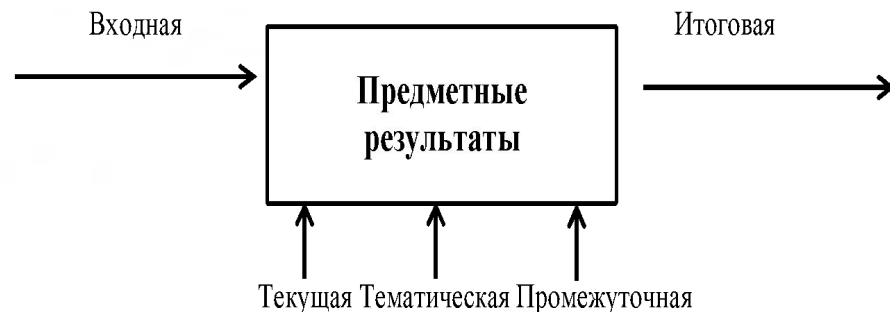 Входная
Итоговая
Предметные
результаты
Текущая Тематическая Промежуточная